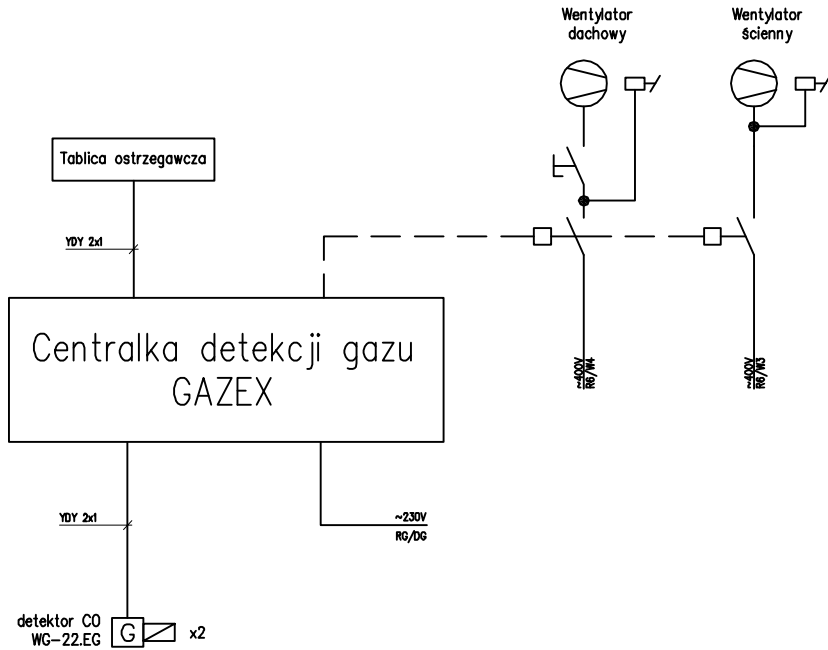 Wentylator
dachowy
Wentylator
ścienny
Tablica ostrzegawcza
YDY 2x1
Centralka detekcji gazu
GAZEX
~400V
R6/W4
~400V
R6/W3
YDY 2x1
~230V
RG/DG
detektor CO
WG-22.EG
G
x2